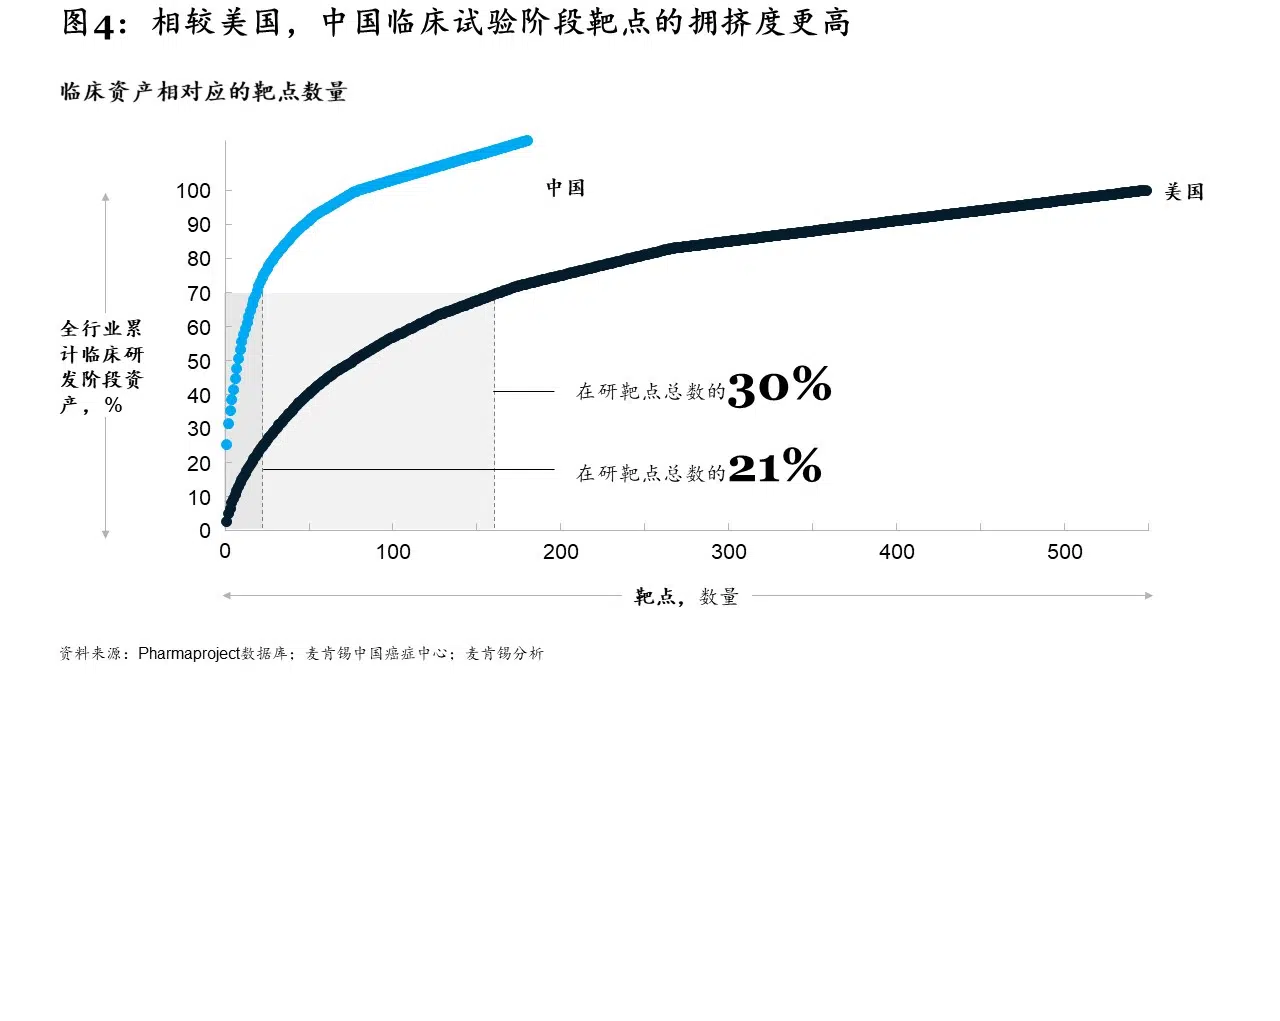 图4：相较美国，中国临床试验阶段靶点的拥挤度更高
临床资产相对应的靶点数量
中国
美国
100
90
80
70
60
50
40
30
20
10
0
全行业累
计临床研
发阶段资
产，%
在研靶点总数的30%
在研靶点总数的21%
0 100 200 300 400 500
靶点，数量
资料来源：Pharmaproject数据库；麦肯锡中国癌症中心；麦肯锡分析